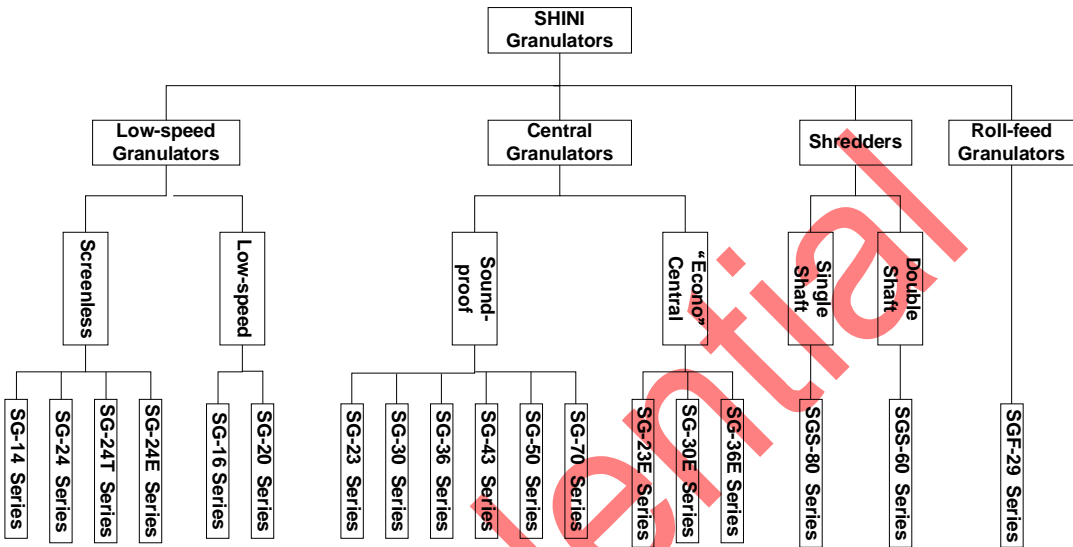 SHINI
Granulators
Low-speed
Granulators
Central
Granulators
Shredders
Roll-feed
Granulators
Screenless
Low-speed
Sound-
proof
“Econo”
Central
Single
Shaft
Double
Shaft
SG-14 Series
SG-24 Series
SG-24T Series
SG-24E Series
SG-16 Series
SG-20 Series
SG-23 Series
SG-30 Series
SG-36 Series
SG-43 Series
SG-50 Series
SG-70 Series
SG-23E Series
SG-30E Series
SG-36E Series
SGS-80 Series
SGS-60 Series
SGF-29 Series
dential